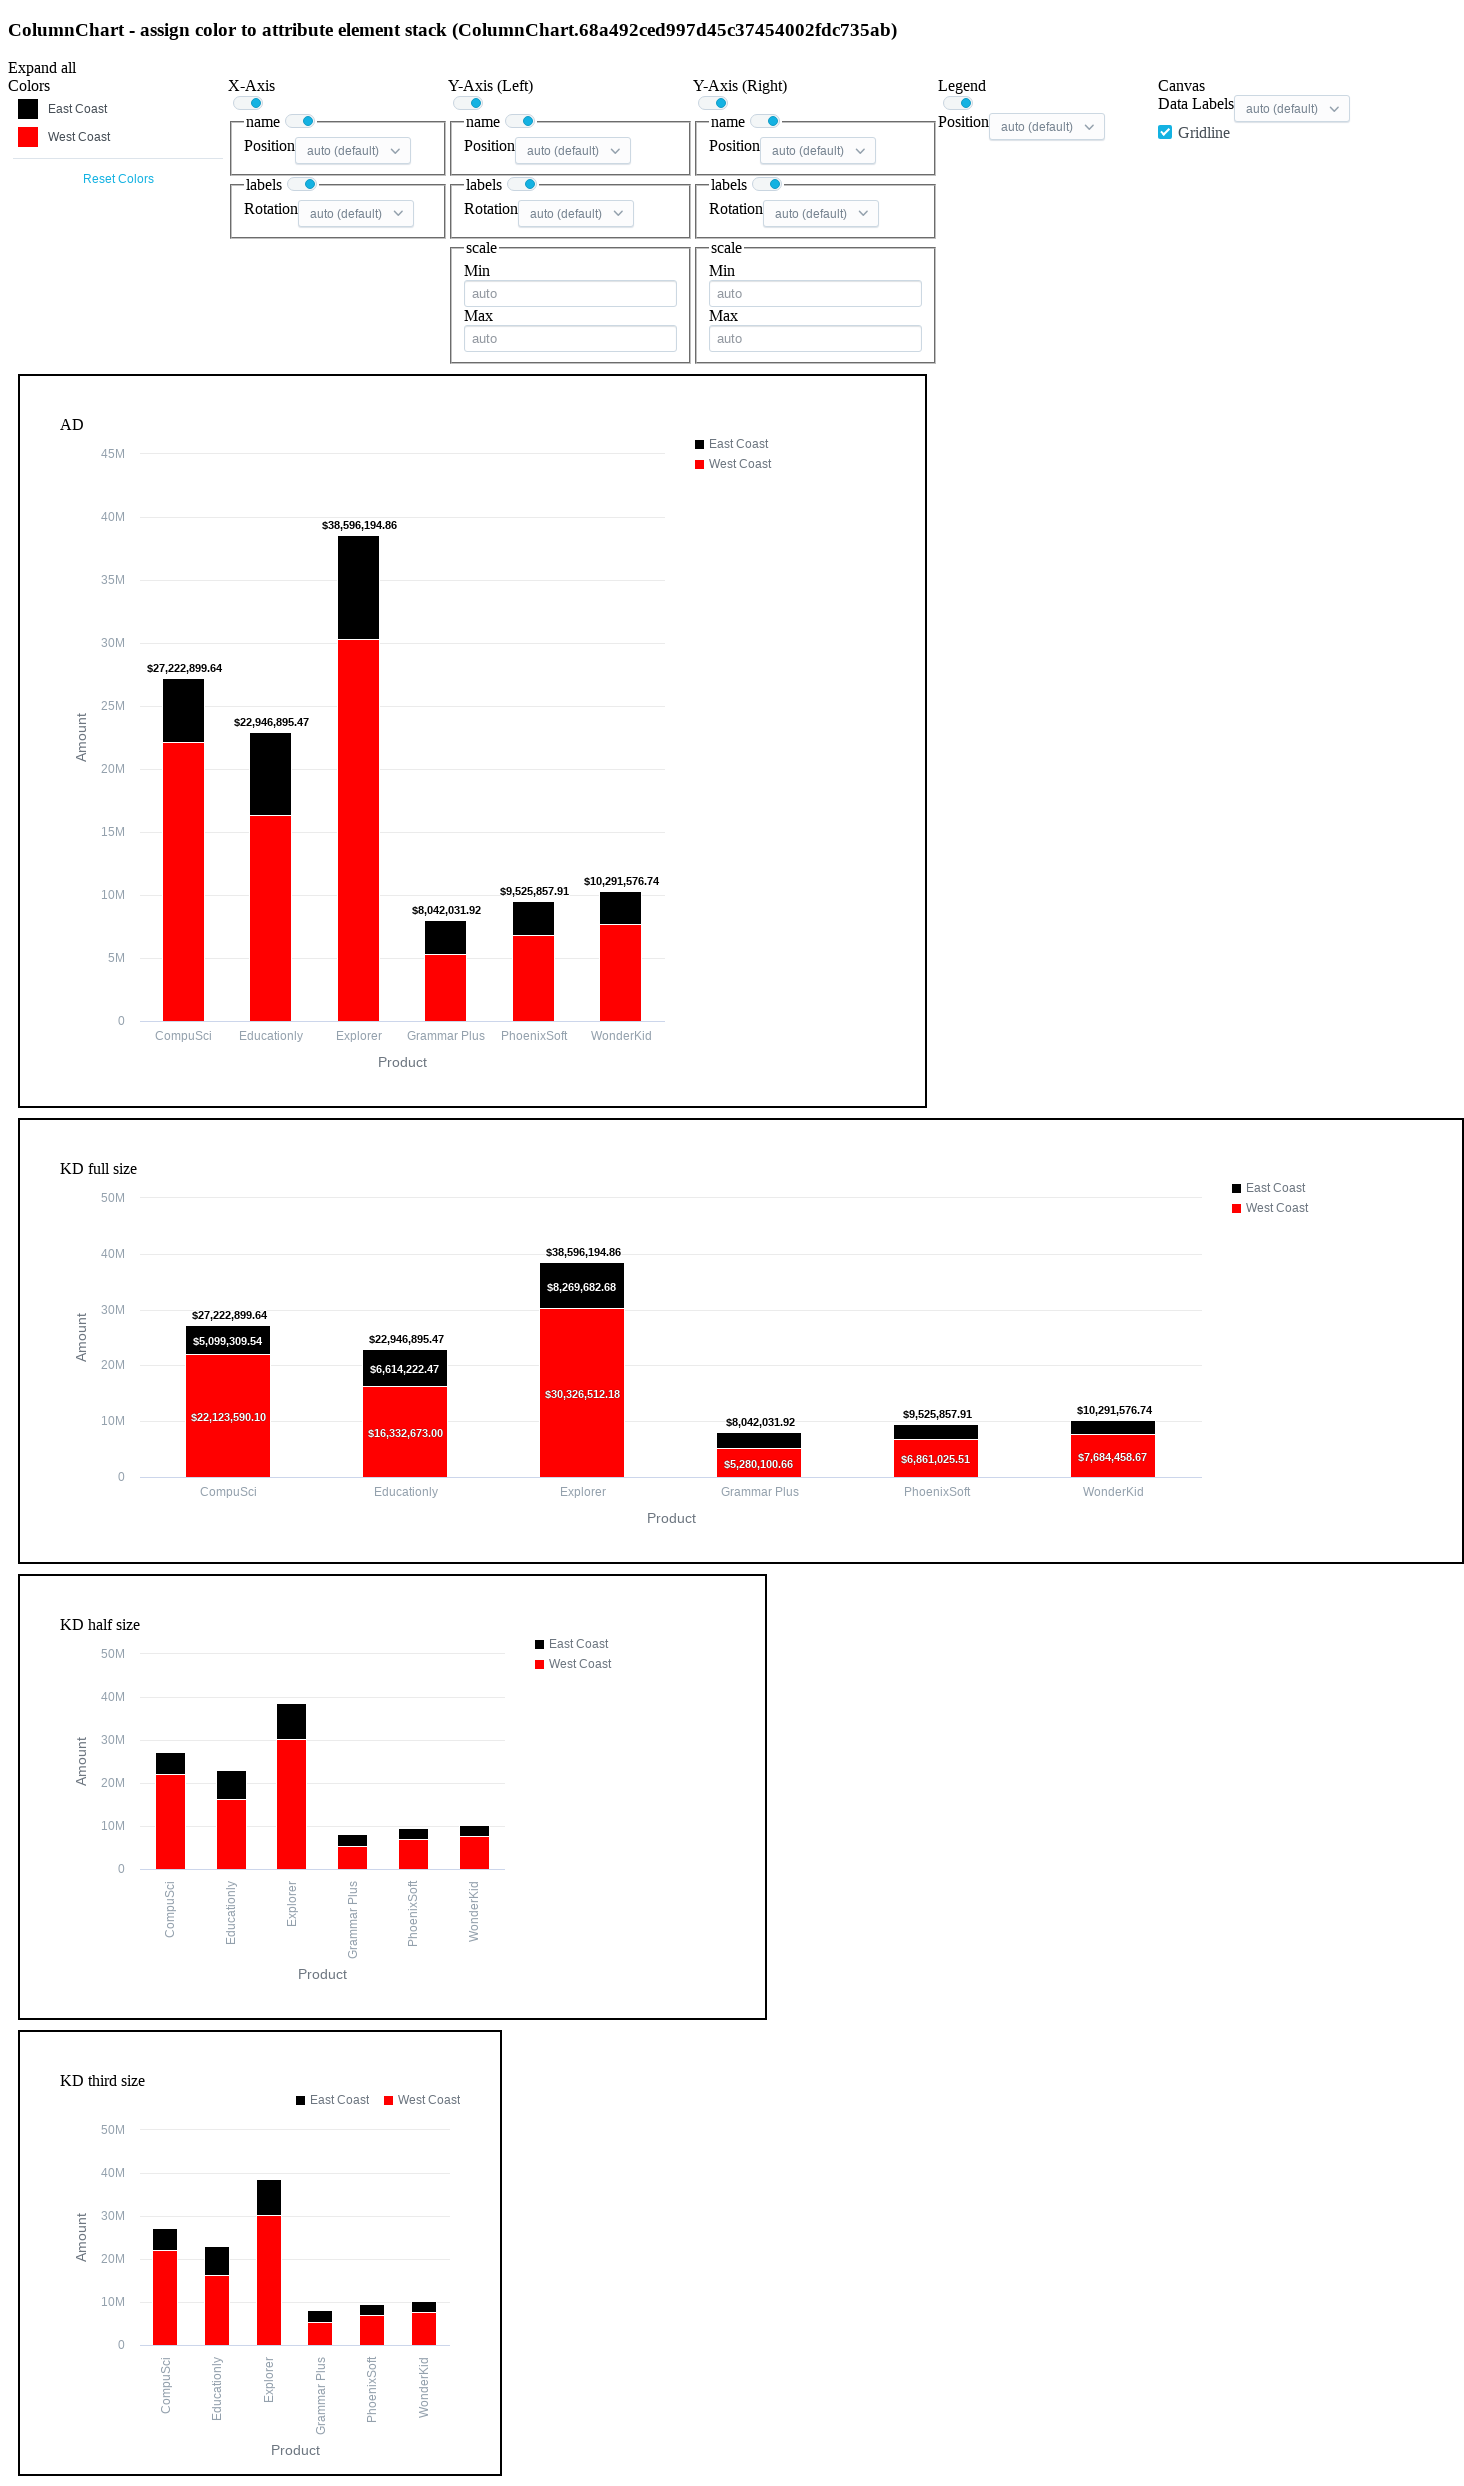 ColumnChart - assign color to attribute element stack (ColumnChart.68a492ced997d45c37454002fdc735ab)
Expand all
Colors
East Coast
West Coast
Reset Colors
X-Axis
name
Position auto (default)
labels
Rotation auto (default)
Y-Axis (Left)
name
Position auto (default)
labels
Rotation auto (default)
scale
Min
auto
Max
auto
Y-Axis (Right)
name
Position auto (default)
labels
Rotation auto (default)
scale
Min
auto
Max
auto
Legend
Position auto (default)
Canvas
Data Labels auto (default)
Gridline
AD
East Coast
West Coast
45M
40M
35M
30M
25M
20M
15M
10M
5M
0
Amount
$38,596,194.86
$27,222,899.64
$22,946,895.47
$10,291,576.74
$9,525,857.91
$8,042,031.92
CompuSci Educationly Explorer Grammar Plus PhoenixSoft WonderKid
Product
KD full size
East Coast
West Coast
50M
40M
30M
20M
10M
0
Amount
$38,596,194.86
$8,269,682.68
$30,326,512.18
$27,222,899.64
$5,099,309.54
$22,123,590.10
$22,946,895.47
$6,614,222.47
$16,332,673.00
$8,042,031.92
$5,280,100.66
$9,525,857.91
$6,861,025.51
$10,291,576.74
$7,684,458.67
CompuSci Educationly Explorer Grammar Plus PhoenixSoft WonderKid
Product
KD half size
East Coast
West Coast
50M
40M
30M
20M
10M
0
Amount
CompuSci
Educationly
Explorer
Grammar Plus
PhoenixSoft
WonderKid
Product
KD third size
East Coast West Coast
50M
40M
30M
20M
10M
0
Amount
CompuSci
Educationly
Explorer
Grammar Plus
PhoenixSoft
WonderKid
Product